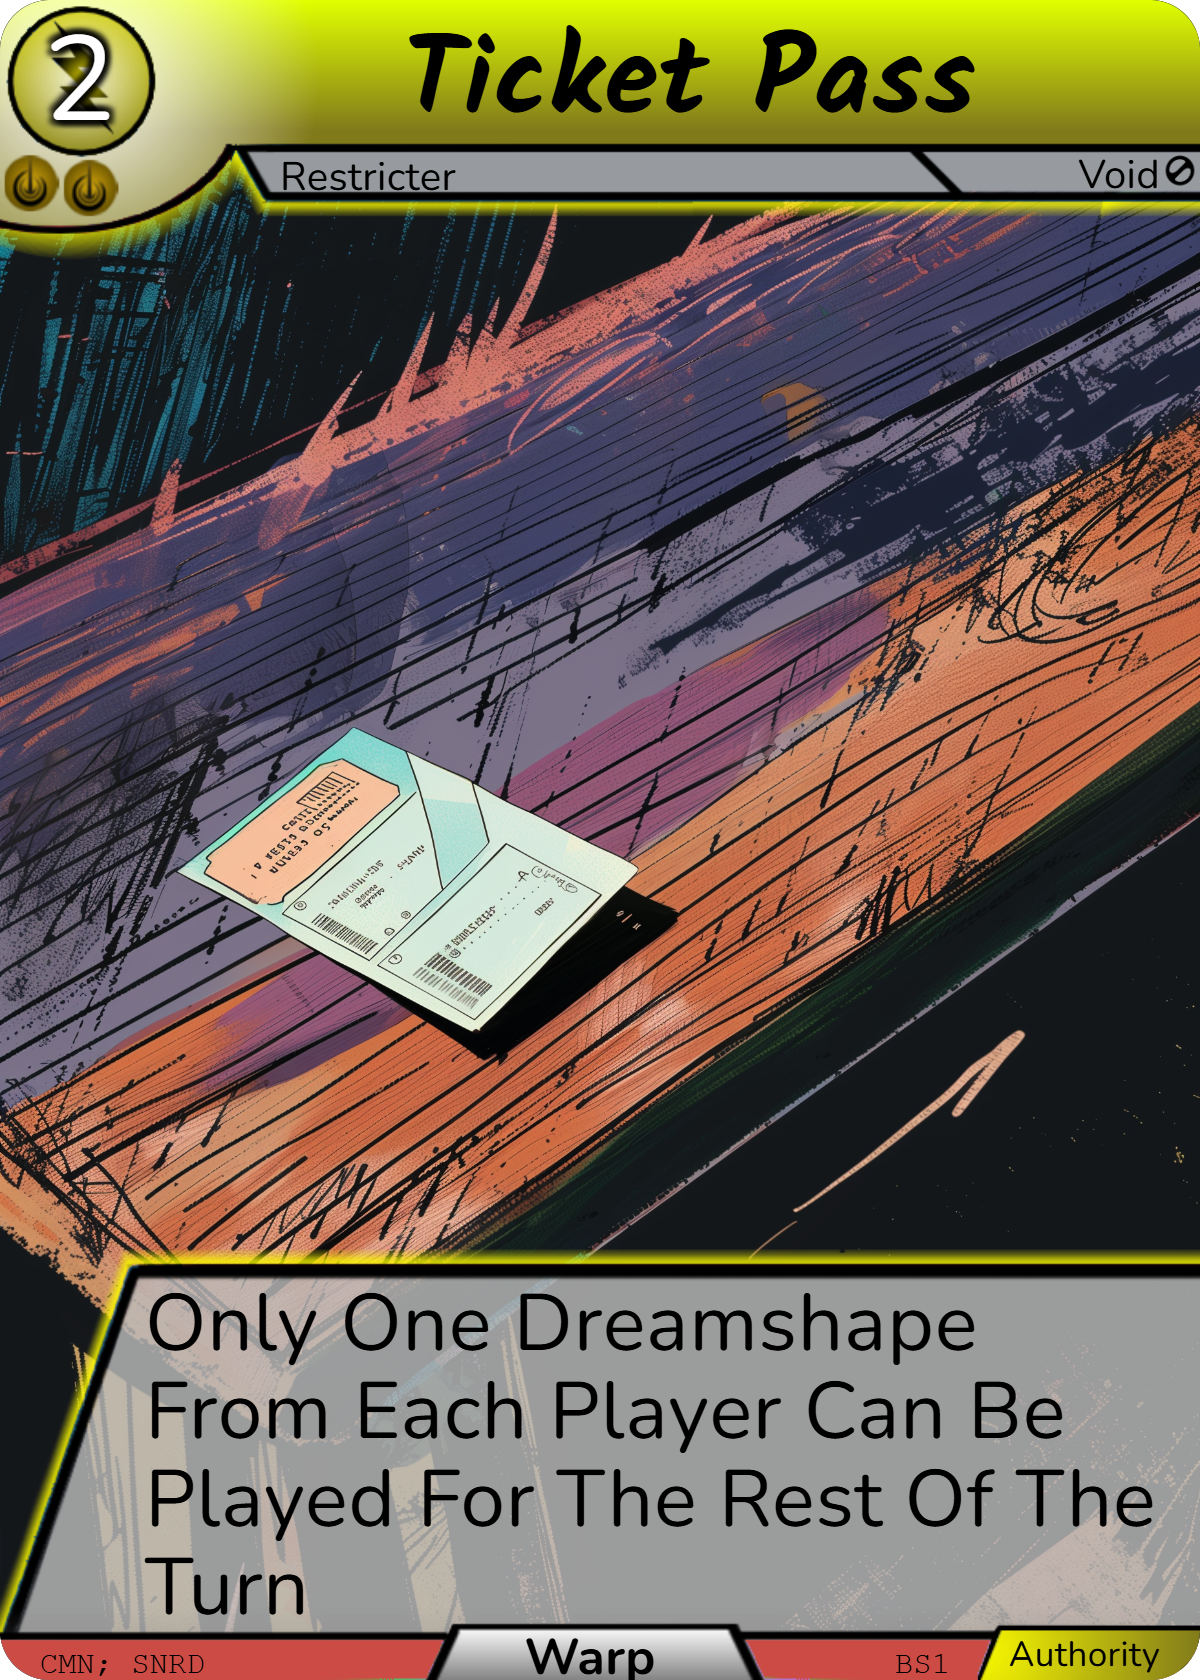 2
Ticket Pass
Restricter
Void
Only One Dreamshape
From Each Player Can Be
Played For The Rest Of The
Turn
CMN; SNRD
Warp
BS1
Authority